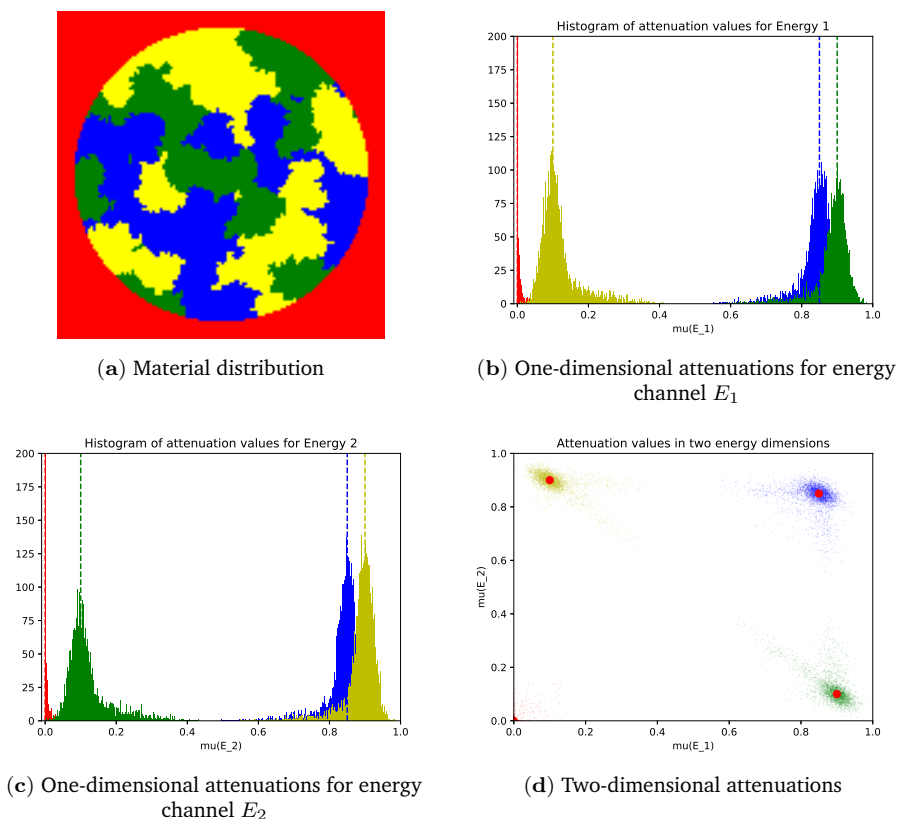 Histogram of attenuation values for Energy 1
200
175
150
125
100
75
50
25
0
0.0 0.2 0.4 0.6 0.8 1.0
mu(E_1)
(a) Material distribution
(b) One-dimensional attenuations for energy
channel E1
Histogram of attenuation values for Energy 2
200
175
150
125
100
75
50
25
0
0.0 0.2 0.4 0.6 0.8 1.0
mu(E_2)
Attenuation values in two energy dimensions
1.0
0.8
0.6
0.4
0.2
0.0
mu(E_2)
0.0 0.2 0.4 0.6 0.8 1.0
mu(E_1)
(c) One-dimensional attenuations for energy
channel E2
(d) Two-dimensional attenuations